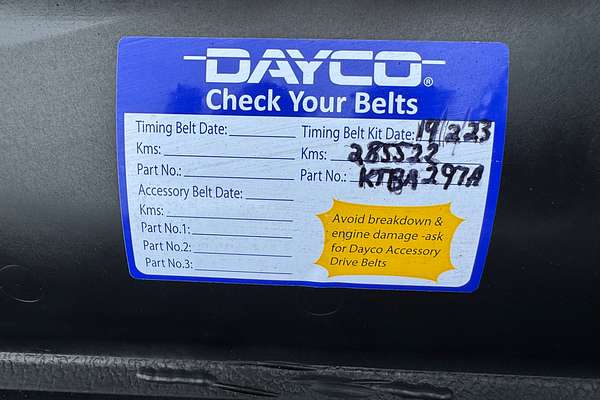 DAYCO®
Check Your Belts
Timing Belt Date: Timing Belt Kit Date: 19/2/23
Kms: Kms: 285522
Part No.: Part No.: KTBA297A
Accessory Belt Date:
Kms:
Part No.1:
Part No.2:
Part No.3:
Avoid breakdown &
engine damage -ask
for Dayco Accessory
Drive Belts